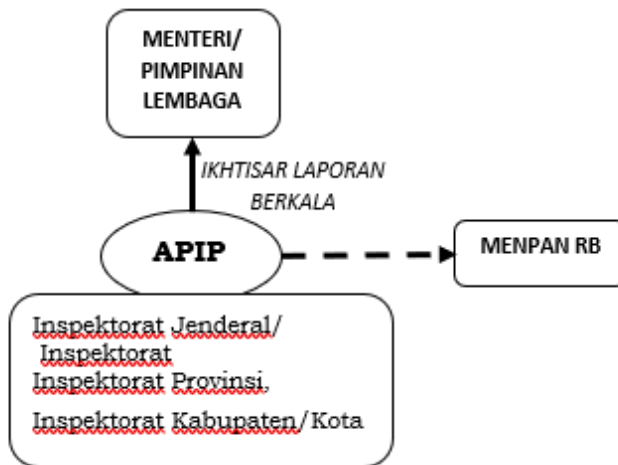 MENTERI/
PIMPINAN
LEMBAGA
IKHTISAR LAPORAN
BERKALA
APIP
MENPAN RB
Inspektorat Jenderal/
Inspektorat
Inspektorat Provinsi,
Inspektorat Kabupaten/Kota